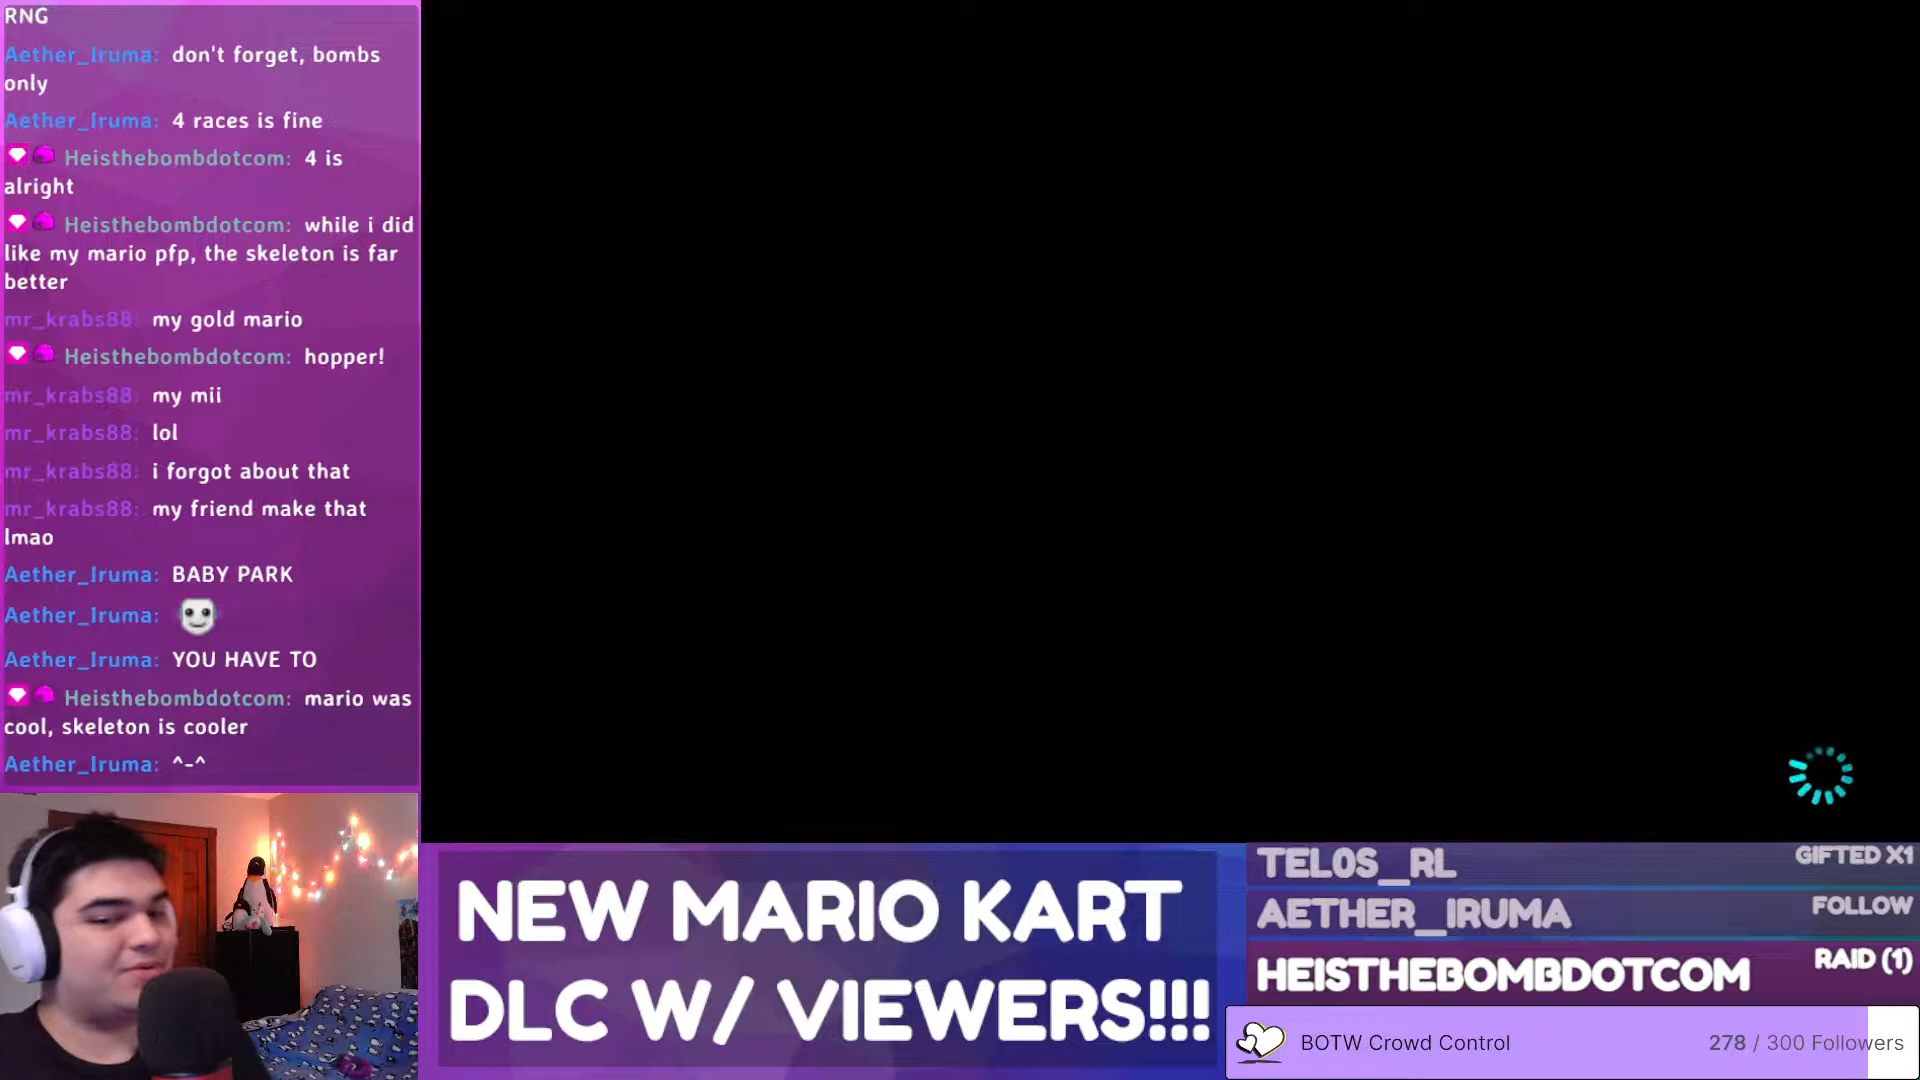 RNG
Aether_Iruma: don't forget, bombs
only
Aether_Iruma: 4 races is fine
Heisthebombdotcom: 4 is
alright
Heisthebombdotcom: while i did
like my mario pfp, the skeleton is far
better
mr_krabs88: my gold mario
Heisthebombdotcom: hopper!
mr_krabs88: my mii
mr_krabs88: lol
mr_krabs88: i forgot about that
mr_krabs88: my friend make that
lmao
Aether_Iruma: BABY PARK
Aether_Iruma:
Aether_Iruma: YOU HAVE TO
Heisthebombdotcom: mario was
cool, skeleton is cooler
Aether_Iruma: ^-^
NEW MARIO KART
DLC W/ VIEWERS!!!
TEL0S_RL GIFTED X1
AETHER_IRUMA FOLLOW
HEISTHEBOMBDOTCOM RAID (1)
BOTW Crowd Control 278 / 300 Followers